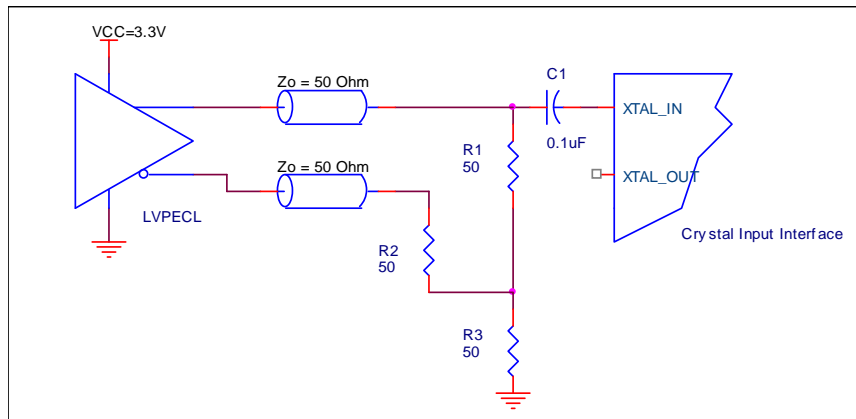 VCC=3.3V
Zo = 50 Ohm
C1
0.1uF
XTAL_IN
R1
50
Zo = 50 Ohm
XTAL_OUT
LVPECL
R2
50
Crystal Input Interface
R3
50